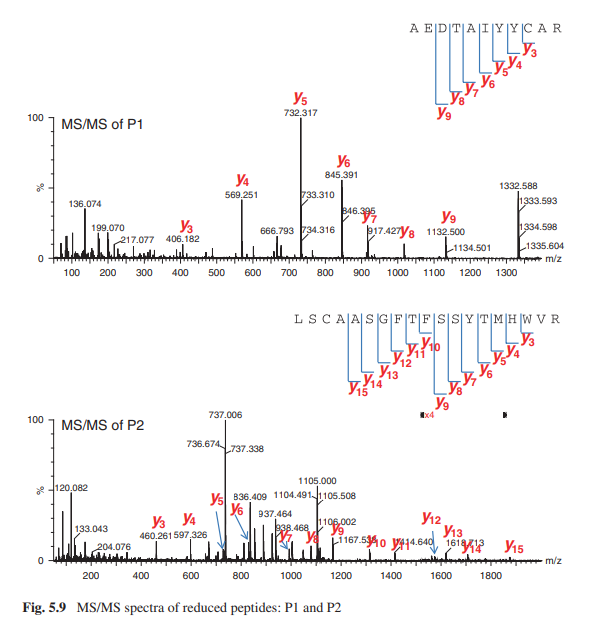 A E D T A I Y Y C A R
y3
y4
y5
y6
y7
y8
y9
MS/MS of P1
100
%
0
136.074
199.070
217.077
y3
406.182
y4
569.251
666.793
y5
732.317
733.310
734.316
y6
845.391
846.395
y7
917.427
y8
y9
1132.500
1134.501
1332.588
1333.593
1334.598
1335.604
100 200 300 400 500 600 700 800 900 1000 1100 1200 1300
m/z
L S C A A S G F T F S S Y T M H W V R
y3
y4
y5
y6
y7
y8
y9
y10
y11
y12
y13
y14
y15
x4
MS/MS of P2
100
%
0
120.082
133.043
204.076
y3
460.261
y4
597.326
y5
736.674
737.006
737.338
y6
836.409
937.464
938.468
y7
y8
1104.491
1105.000
1105.508
1106.002
y10
y11
y12
y13
1618.713
y14
y15
200 400 600 800 1000 1200 1400 1600 1800
m/z
Fig. 5.9 MS/MS spectra of reduced peptides: P1 and P2